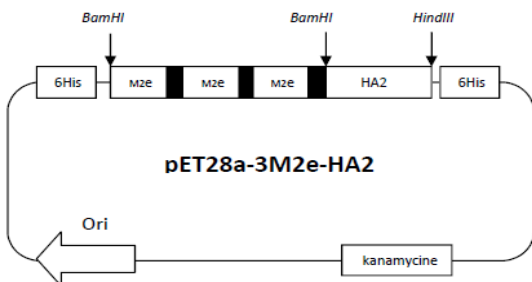 BamHI BamHI HindIII
6His M2e M2e M2e HA2 6His
pET28a-3M2e-HA2
Ori
kanamycine